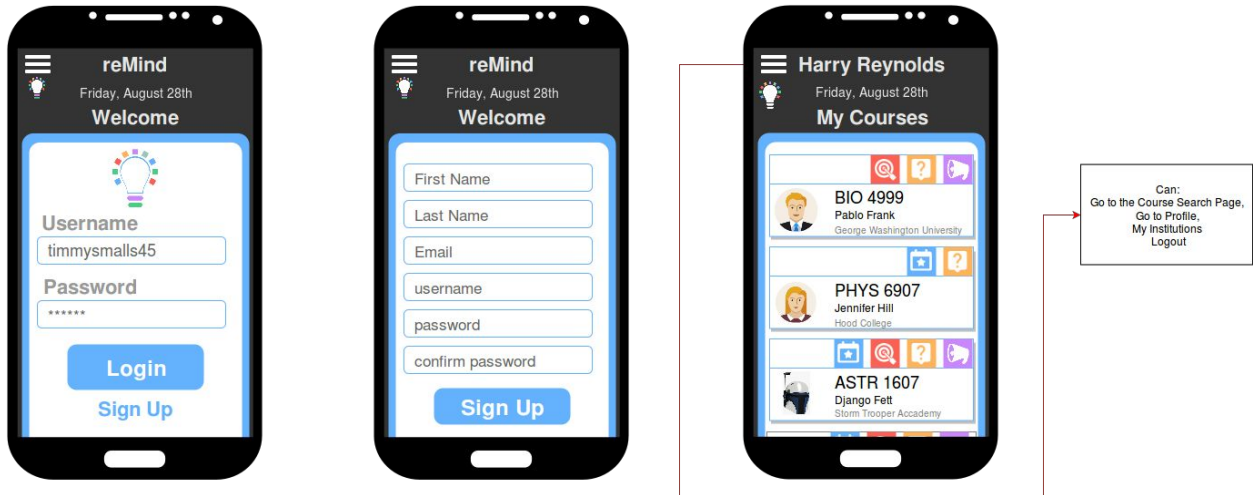 reMind
Friday, August 28th
Welcome
Username
timmysmalls45
Password
******
Login
Sign Up
reMind
Friday, August 28th
Welcome
First Name
Last Name
Email
username
password
confirm password
Sign Up
Harry Reynolds
Friday, August 28th
My Courses
BIO 4999
Pablo Frank
George Washington University
PHYS 6907
Jennifer Hill
Hood College
ASTR 1607
Django Fett
Storm Trooper Accademy
Can:
Go to the Course Search Page,
Go to Profile,
My Institutions
Logout